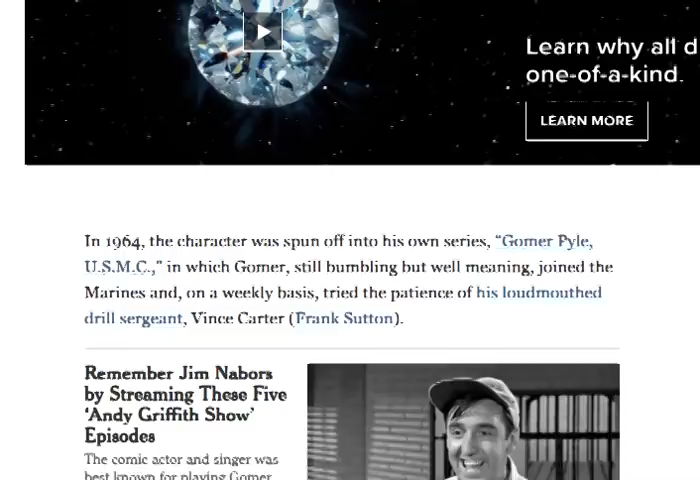 Learn why all d
one-of-a-kind.
LEARN MORE
In 1964, the character was spun off into his own series, “Gomer Pyle,
U.S.M.C.,” in which Gomer, still bumbling but well meaning, joined the
Marines and, on a weekly basis, tried the patience of his loudmouthed
drill sergeant, Vince Carter (Frank Sutton).
Remember Jim Nabors
by Streaming These Five
‘Andy Griffith Show’
Episodes
The comic actor and singer was
best known for playing Gomer